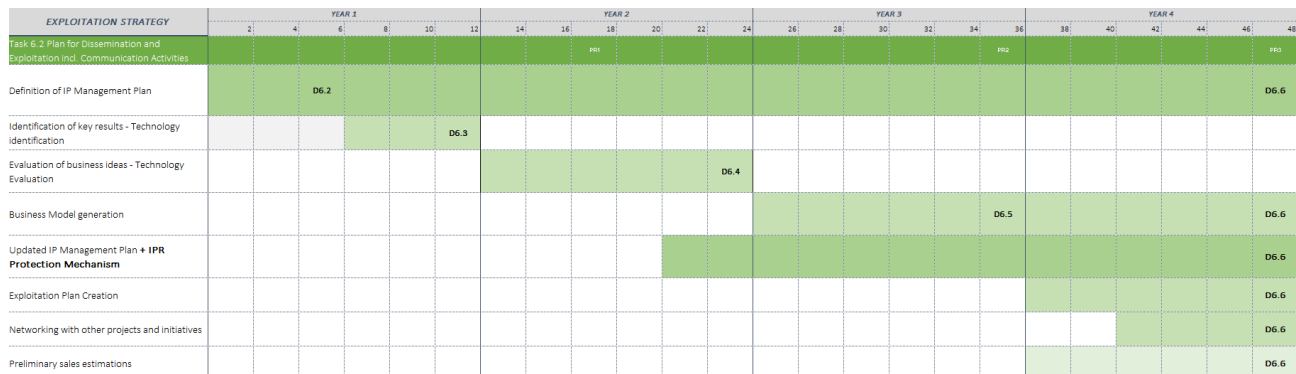 EXPLOITATION STRATEGY
YEAR 1 YEAR 2 YEAR 3 YEAR 4
2 4 6 8 10 12 14 16 18 20 22 24 26 28 30 32 34 36 38 40 42 44 46 48
Task 6.2 Plan for Dissemination and
Exploitation incl. Communication Activities
PR1 PR2 PR3
Definition of IP Management Plan
D6.2 D6.6
Identification of key results - Technology
identification
D6.3
Evaluation of business ideas - Technology
Evaluation
D6.4
Business Model generation
D6.5 D6.6
Updated IP Management Plan + IPR
Protection Mechanism
D6.6
Exploitation Plan Creation
D6.6
Networking with other projects and initiatives
D6.6
Preliminary sales estimations
D6.6